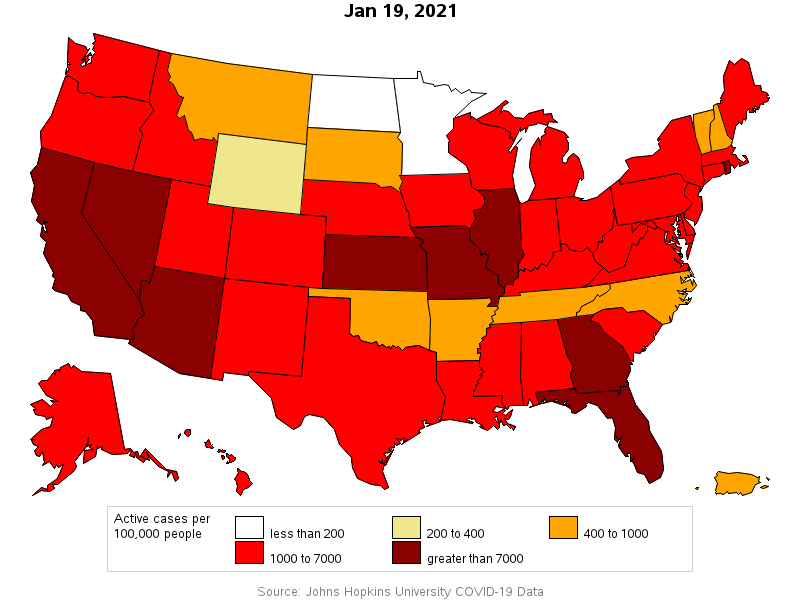 Jan 19, 2021
Active cases per
100,000 people
less than 200
200 to 400
400 to 1000
1000 to 7000
greater than 7000
Source: Johns Hopkins University COVID-19 Data